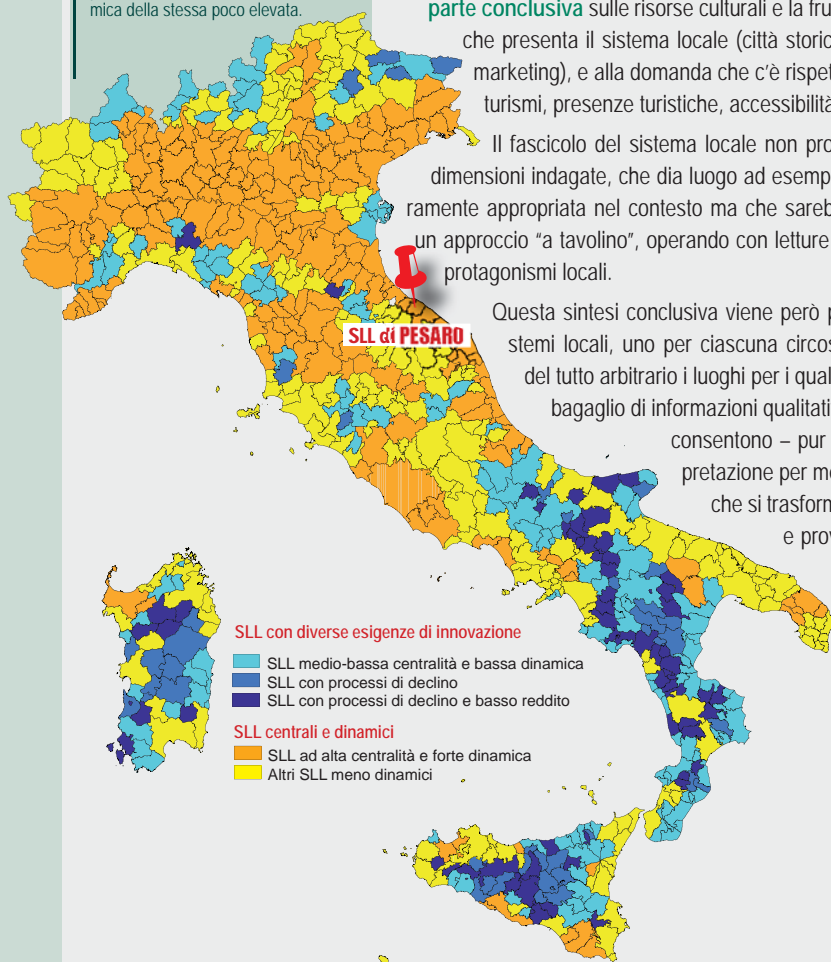 mica della stessa poco elevata.
parte conclusiva sulle risorse culturali e la fru
che presenta il sistema locale (città storic
marketing), e alla domanda che c'è rispet
turismi, presenze turistiche, accessibilità
Il fascicolo del sistema locale non pro
dimensioni indagate, che dia luogo ad esemp
ramente appropriata nel contesto ma che sareb
un approccio “a tavolino”, operando con letture
protagonismi locali.
Questa sintesi conclusiva viene però p
stemi locali, uno per ciascuna circos
del tutto arbitrario i luoghi per i qual
bagaglio di informazioni qualitati
consentono – pur
pretazione per me
che si trasform
e prov
SLL di PESARO
SLL con diverse esigenze di innovazione
SLL medio-bassa centralità e bassa dinamica
SLL con processi di declino
SLL con processi di declino e basso reddito
SLL centrali e dinamici
SLL ad alta centralità e forte dinamica
Altri SLL meno dinamici